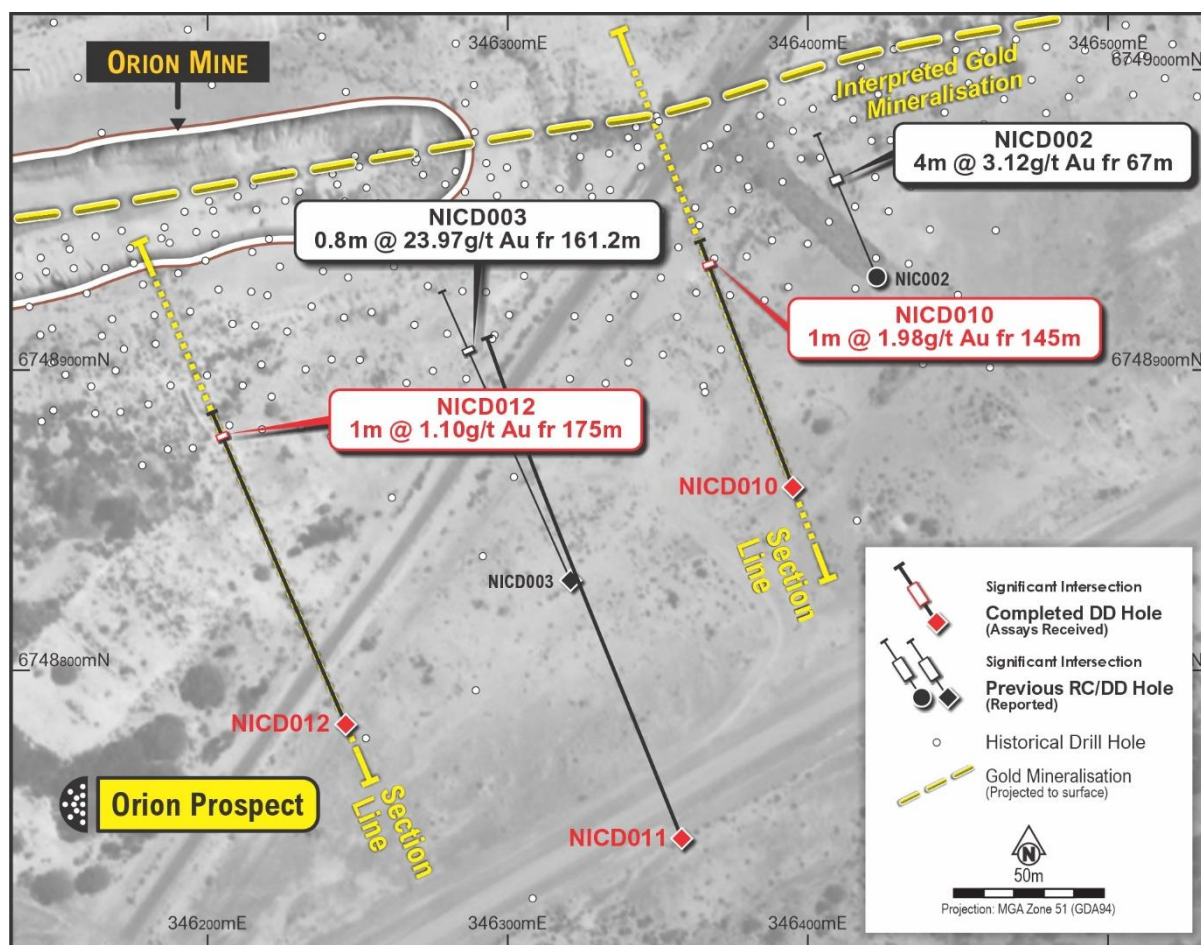 346300mE
346400mE
346500mE
6749000mN
ORION MINE
Interpreted Gold
Mineralisation
NICD002
4m @ 3.12g/t Au fr 67m
NICD003
0.8m @ 23.97g/t Au fr 161.2m
NIC002
NICD010
1m @ 1.98g/t Au fr 145m
6748900mN
6748900mN
NICD012
1m @ 1.10g/t Au fr 175m
NICD010
Section
Line
NICD003
6748800mN
NICD012
Section
Line
Orion Prospect
NICD011
Significant Intersection
Completed DD Hole
(Assays Received)
Significant Intersection
Previous RC/DD Hole
(Reported)
Historical Drill Hole
Gold Mineralisation
(Projected to surface)
N
50m
Projection: MGA Zone 51 (GDA94)
346200mE
346300mE
346400mE